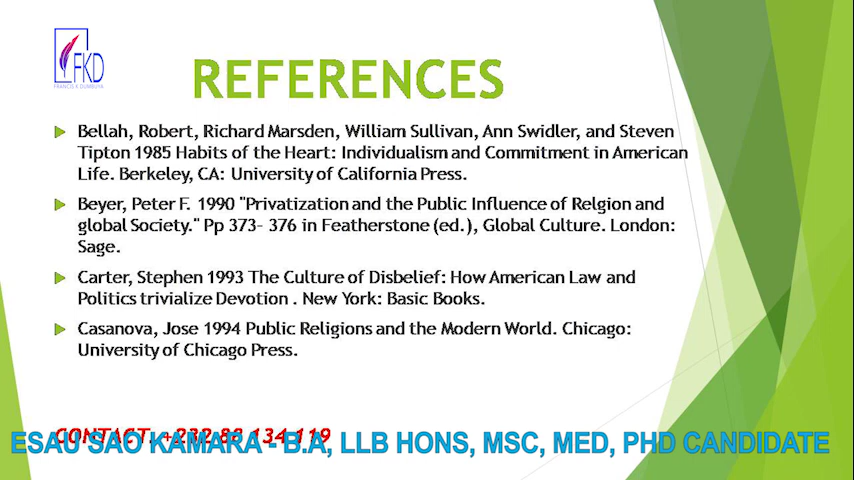 FKD
FRANCIS K DUMBUYA
REFERENCES
Bellah, Robert, Richard Marsden, William Sullivan, Ann Swidler, and Steven
Tipton 1985 Habits of the Heart: Individualism and Commitment in American
Life. Berkeley, CA: University of California Press.
Beyer, Peter F. 1990 "Privatization and the Public Influence of Relgion and
global Society." Pp 373– 376 in Featherstone (ed.), Global Culture. London:
Sage.
Carter, Stephen 1993 The Culture of Disbelief: How American Law and
Politics trivialize Devotion . New York: Basic Books.
Casanova, Jose 1994 Public Religions and the Modern World. Chicago:
University of Chicago Press.
CONTACT: +232 88 134 119
ESAU SAO KAMARA - B.A, LLB HONS, MSC, MED, PHD CANDIDATE